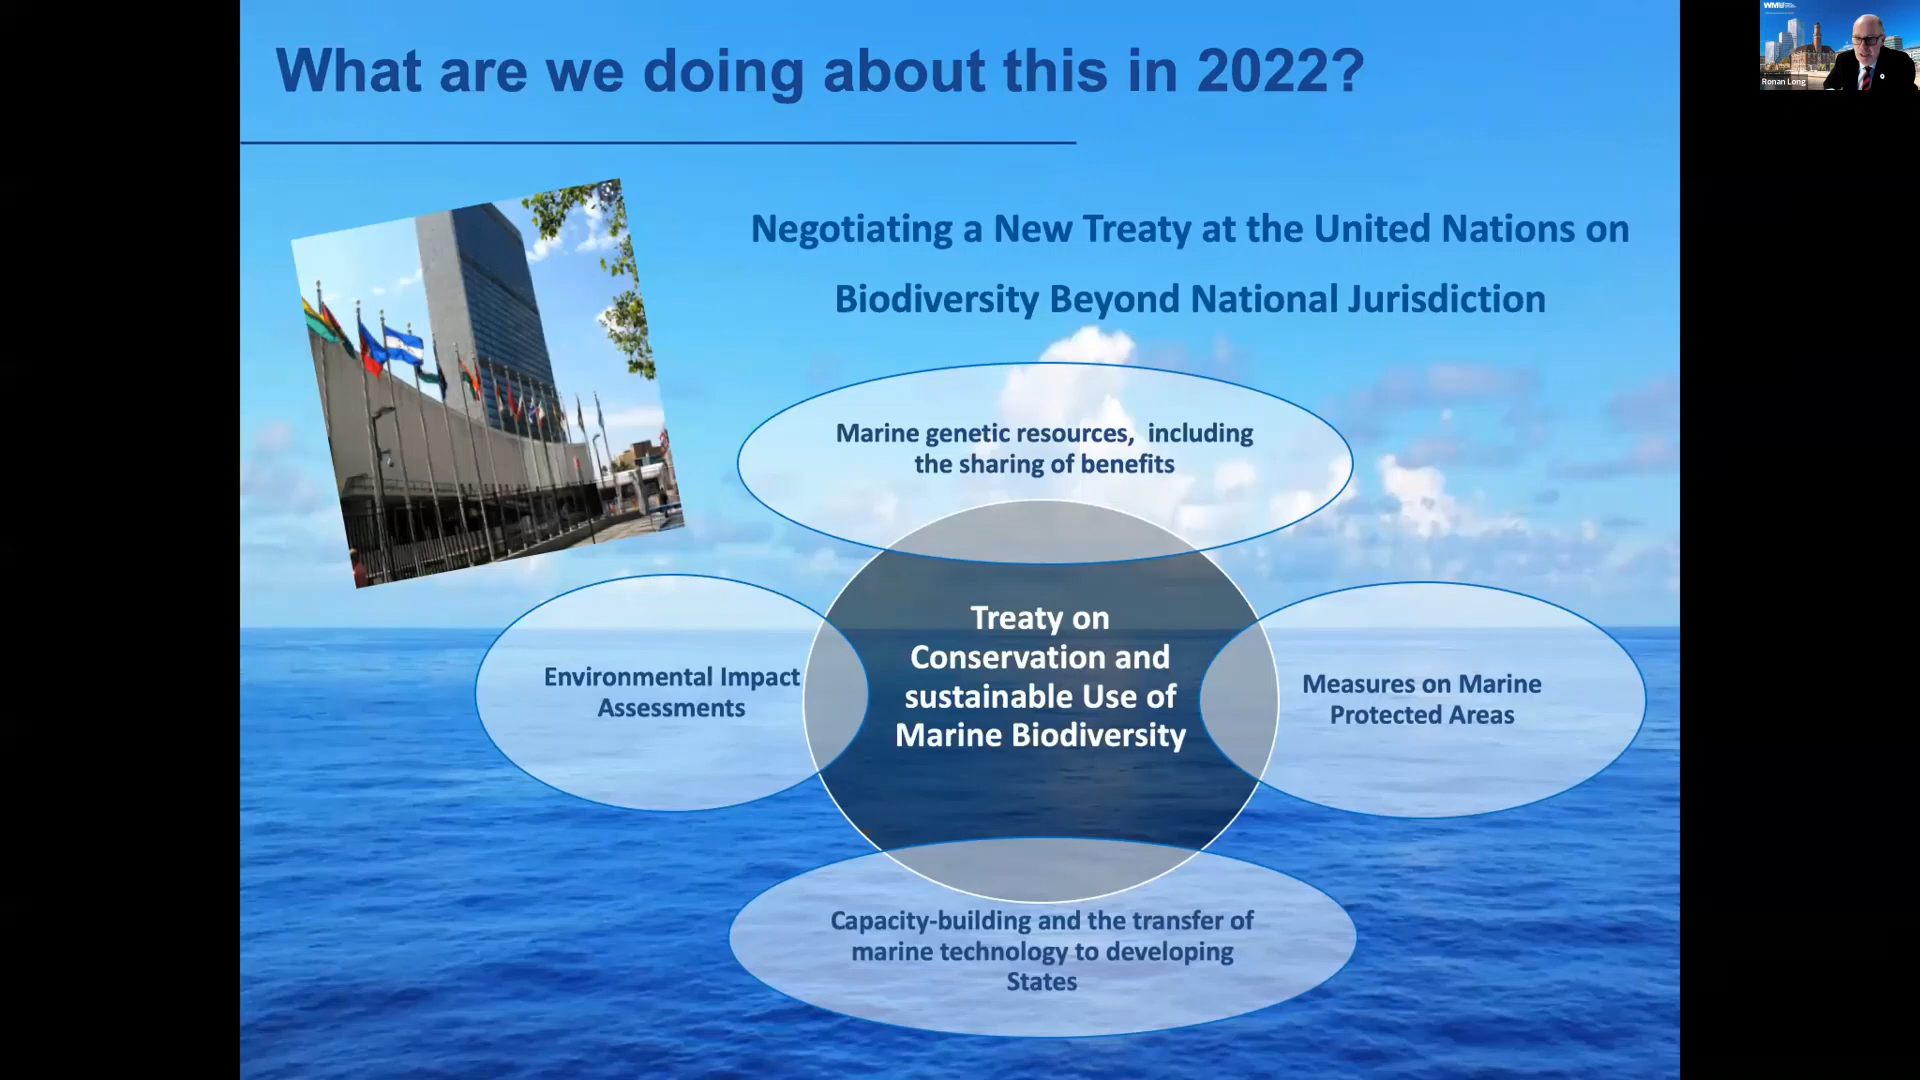 What are we doing about this in 2022?
WMU
Ronan Long
Negotiating a New Treaty at the United Nations on
Biodiversity Beyond National Jurisdiction
Marine genetic resources, including
the sharing of benefits
Treaty on
Conservation and
sustainable Use of
Marine Biodiversity
Environmental Impact
Assessments
Measures on Marine
Protected Areas
Capacity-building and the transfer of
marine technology to developing
States